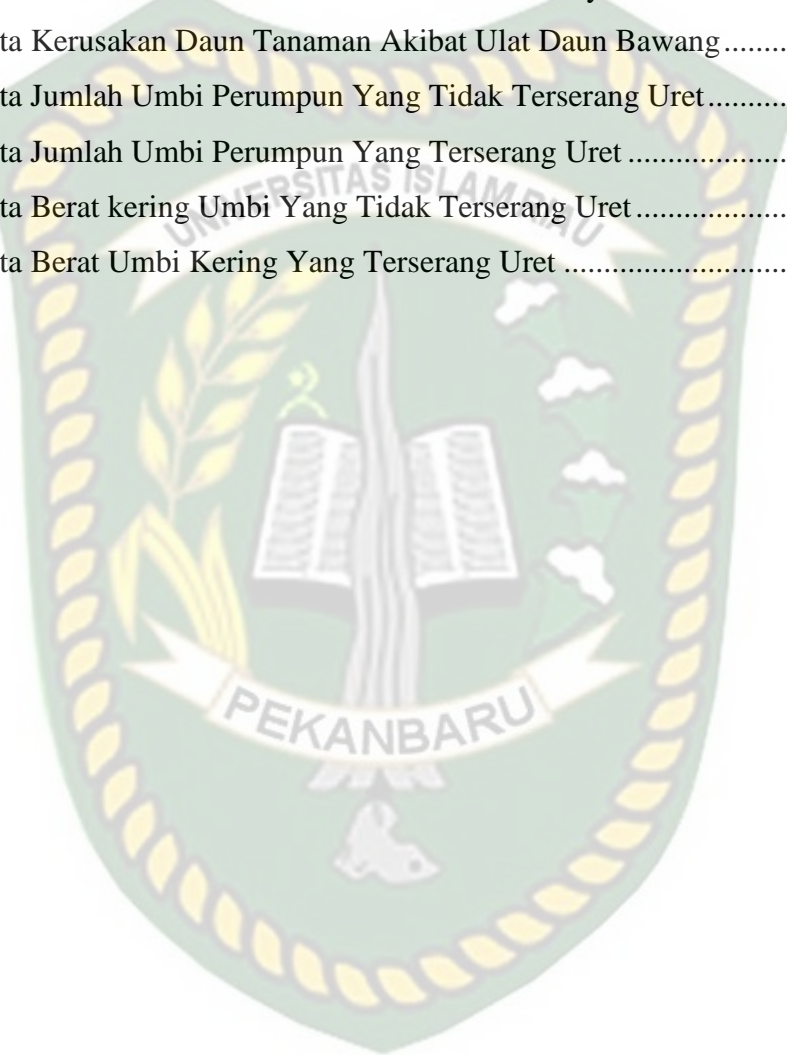 ta Kerusakan Daun Tanaman Akibat Ulat Daun Bawang........
ta Jumlah Umbi Perumpun Yang Tidak Terserang Uret..........
ta Jumlah Umbi Perumpun Yang Terserang Uret ....................
ta Berat kering Umbi Yang Tidak Terserang Uret...................
ta Berat Umbi Kering Yang Terserang Uret ............................
UNIVERSITAS ISLAM RIAU
PEKANBARU